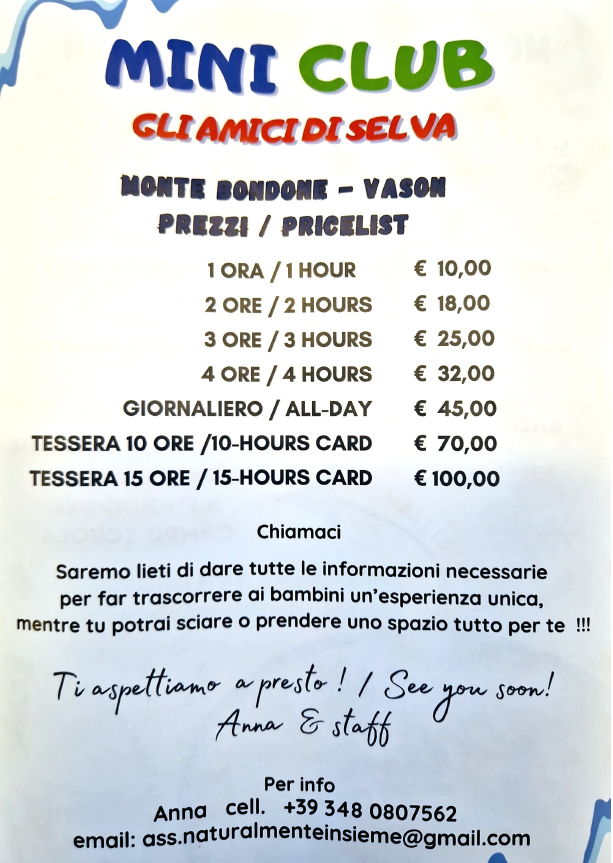 MINI CLUB
GLI AMICI DI SELVA
MONTE BONDONE - VASON
PREZZI / PRICELIST
1 ORA / 1 HOUR € 10,00
2 ORE / 2 HOURS € 18,00
3 ORE / 3 HOURS € 25,00
4 ORE / 4 HOURS € 32,00
GIORNALIERO / ALL-DAY € 45,00
TESSERA 10 ORE /10-HOURS CARD € 70,00
TESSERA 15 ORE / 15-HOURS CARD € 100,00
Chiamaci
Saremo lieti di dare tutte le informazioni necessarie
per far trascorrere ai bambini un'esperienza unica,
mentre tu potrai sciare o prendere uno spazio tutto per te !!!
Ti aspettiamo a presto ! / See you soon!
Anna & staff
Per info
Anna cell. +39 348 0807562
email: ass.naturalmenteinsieme@gmail.com